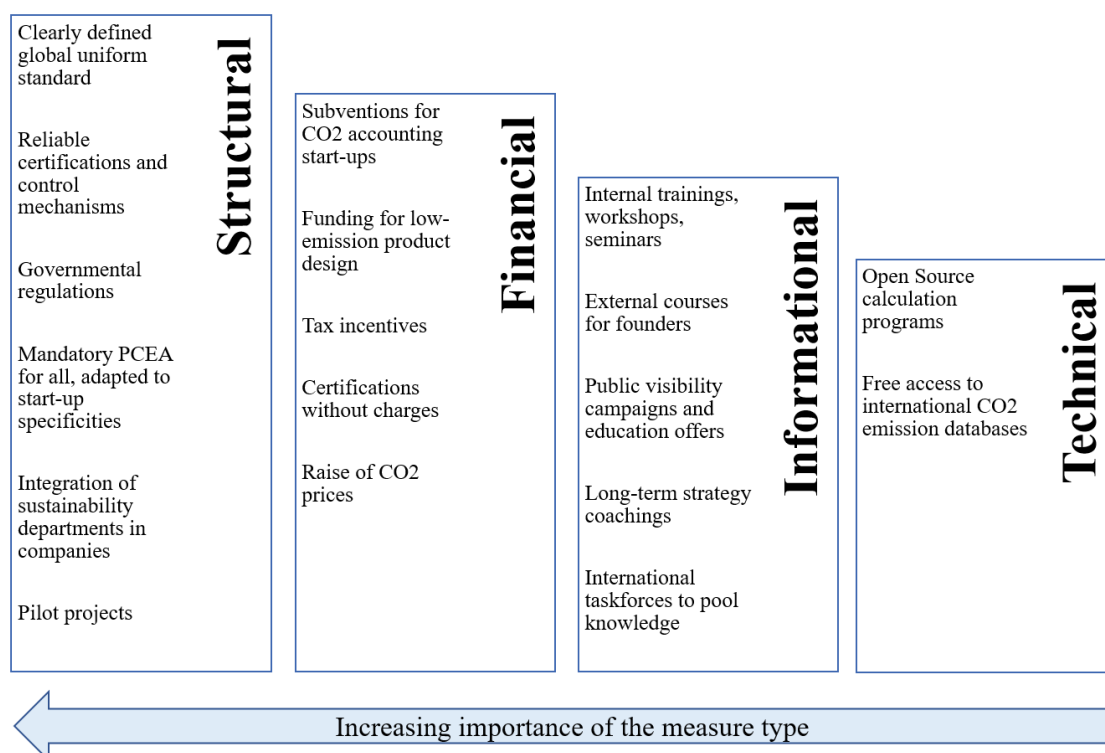 Structural
Clearly defined
global uniform
standard
Reliable
certifications and
control
mechanisms
Governmental
regulations
Mandatory PCEA
for all, adapted to
start-up
specificities
Integration of
sustainability
departments in
companies
Pilot projects
Financial
Subventions for
CO2 accounting
start-ups
Funding for low-
emission product
design
Tax incentives
Certifications
without charges
Raise of CO2
prices
Informational
Internal trainings,
workshops,
seminars
External courses
for founders
Public visibility
campaigns and
education offers
Long-term strategy
coachings
International
taskforces to pool
knowledge
Technical
Open Source
calculation
programs
Free access to
international CO2
emission databases
Increasing importance of the measure type